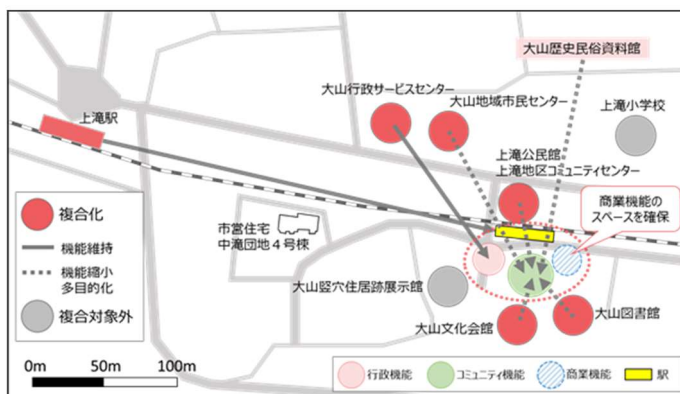 大山歴史民俗資料館
大山行政サービスセンター
大山地域市民センター
上滝小学校
上滝駅
上滝公民館
上滝地区コミュニティセンター
商業機能の
スペースを確保
複合化
機能維持
機能縮小
多目的化
複合対象外
市営住宅
中滝団地4号棟
大山竪穴住居跡展示館
大山文化会館
大山図書館
0m 50m 100m
行政機能 コミュニティ機能 商業機能 駅